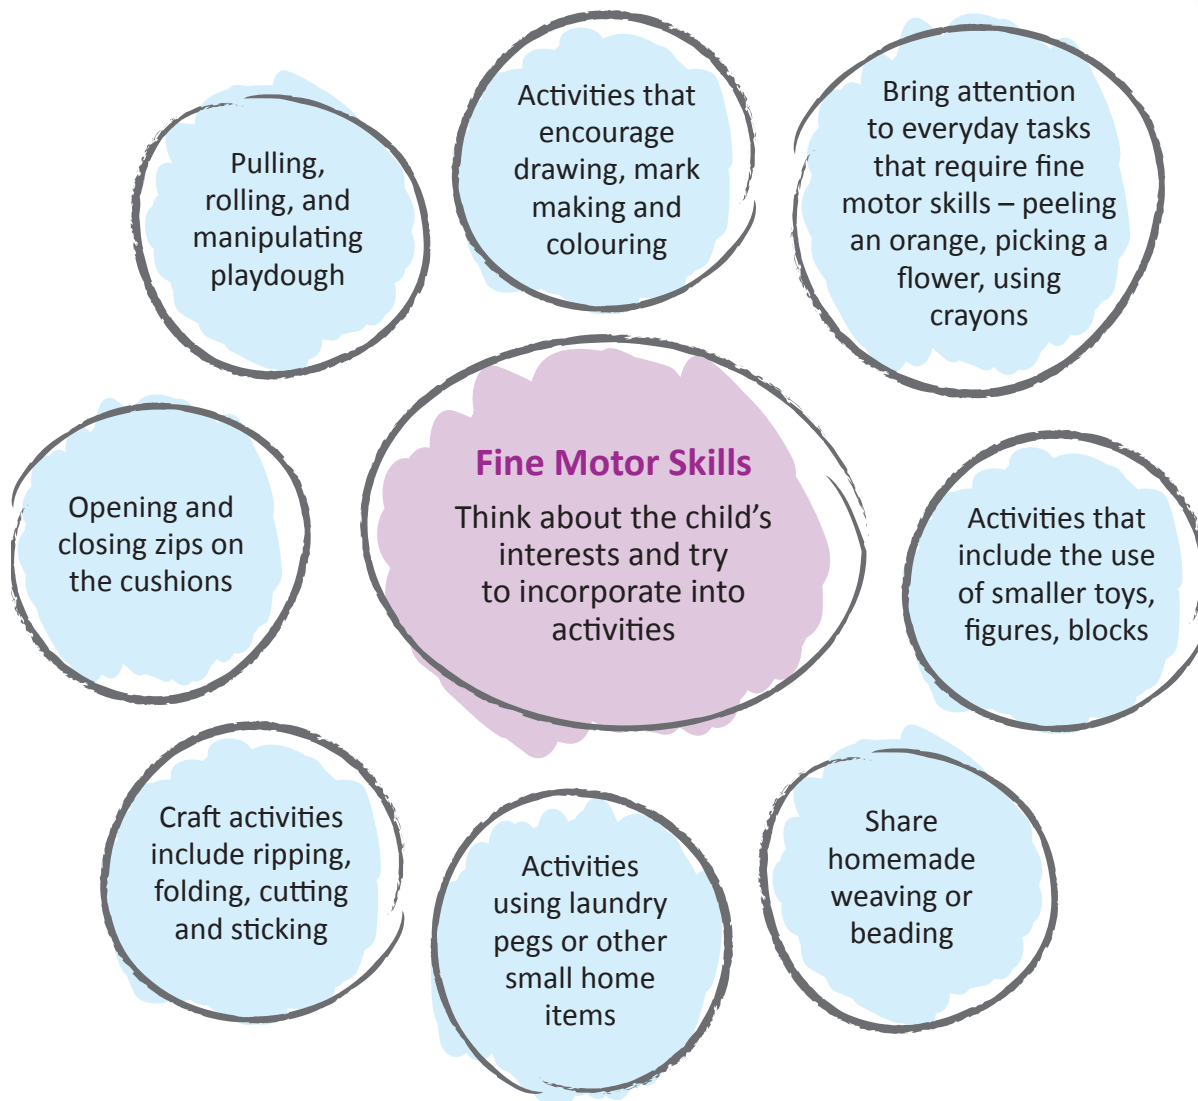 Pulling,
rolling, and
manipulating
playdough
Activities that
encourage
drawing, mark
making and
colouring
Bring attention
to everyday tasks
that require fine
motor skills – peeling
an orange, picking a
flower, using
crayons
Opening and
closing zips on
the cushions
Fine Motor Skills
Think about the child’s
interests and try
to incorporate into
activities
Activities that
include the use
of smaller toys,
figures, blocks
Craft activities
include ripping,
folding, cutting
and sticking
Activities
using laundry
pegs or other
small home
items
Share
homemade
weaving or
beading